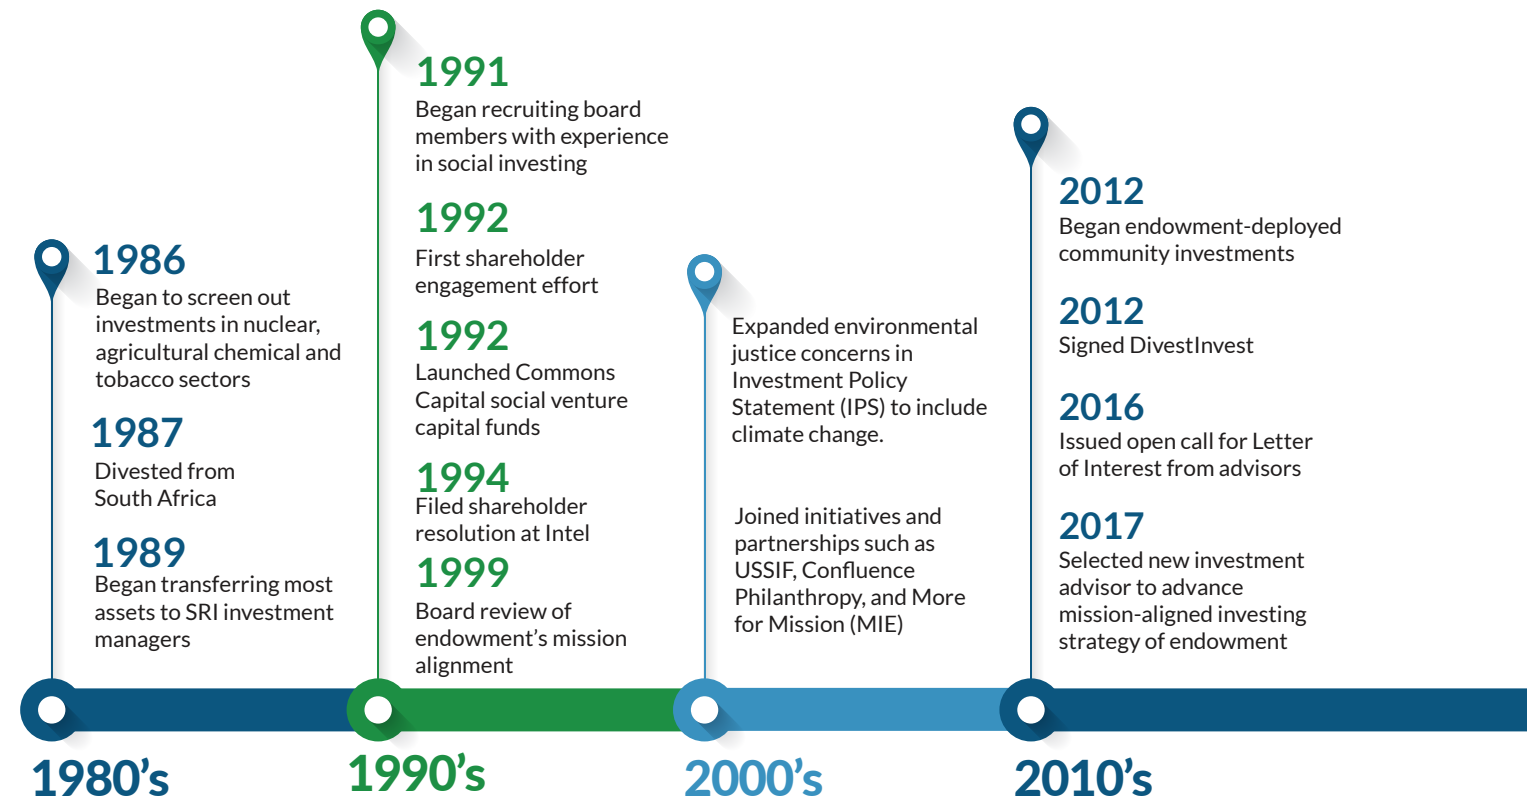 1986
Began to screen out
investments in nuclear,
agricultural chemical and
tobacco sectors
1987
Divested from
South Africa
1989
Began transferring most
assets to SRI investment
managers
1980's
1991
Began recruiting board
members with experience
in social investing
1992
First shareholder
engagement effort
1992
Launched Commons
Capital social venture
capital funds
1994
Filed shareholder
resolution at Intel
1999
Board review of
endowment's mission
alignment
1990's
Expanded environmental
justice concerns in
Investment Policy
Statement (IPS) to include
climate change.
Joined initiatives and
partnerships such as
USSIF, Confluence
Philanthropy, and More
for Mission (MIE)
2000's
2012
Began endowment-deployed
community investments
2012
Signed DivestInvest
2016
Issued open call for Letter
of Interest from advisors
2017
Selected new investment
advisor to advance
mission-aligned investing
strategy of endowment
2010's